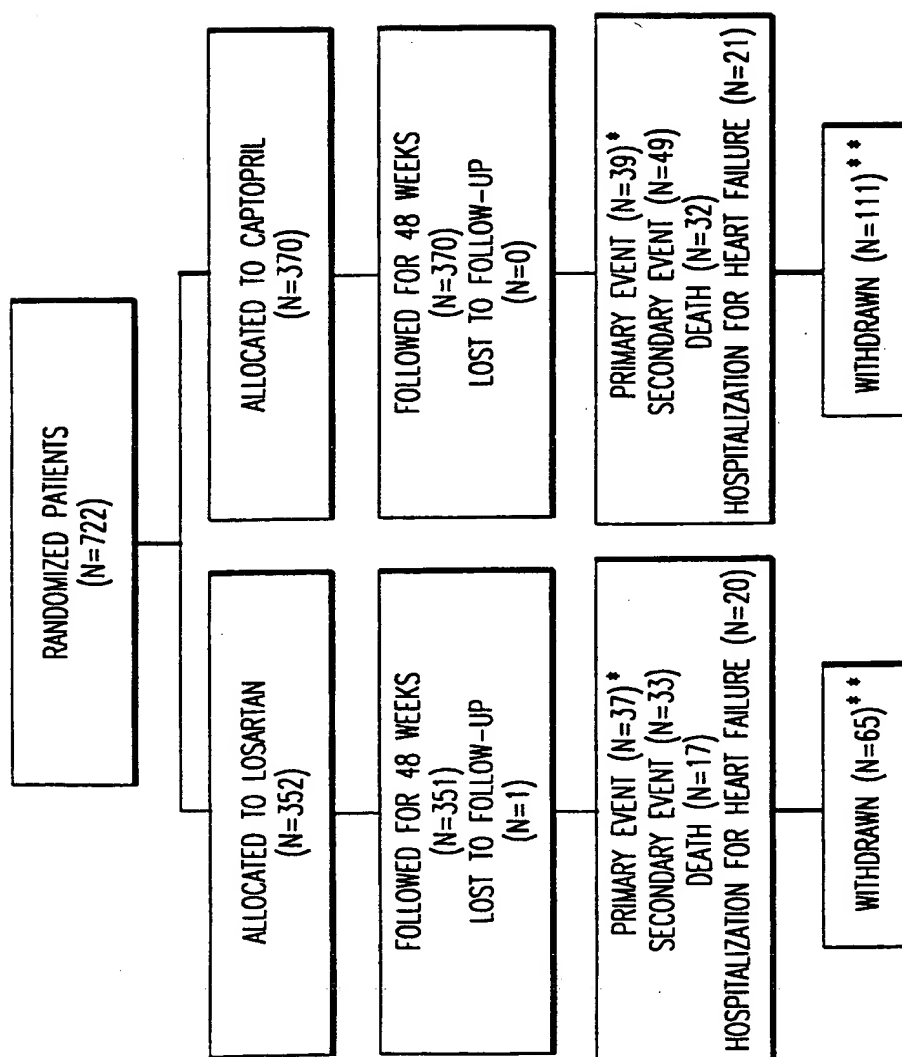 RANDOMIZED PATIENTS
(N=722)
ALLOCATED TO LOSARTAN
(N=352)
FOLLOWED FOR 48 WEEKS
(N=351)
LOST TO FOLLOW-UP
(N=1)
PRIMARY EVENT (N=37)*
SECONDARY EVENT (N=33)
DEATH (N=17)
HOSPITALIZATION FOR HEART FAILURE (N=20)
WITHDRAWN (N=65)**
ALLOCATED TO CAPTOPRIL
(N=370)
FOLLOWED FOR 48 WEEKS
(N=370)
LOST TO FOLLOW-UP
(N=0)
PRIMARY EVENT (N=39)*
SECONDARY EVENT (N=49)
DEATH (N=32)
HOSPITALIZATION FOR HEART FAILURE (N=21)
WITHDRAWN (N=111)**